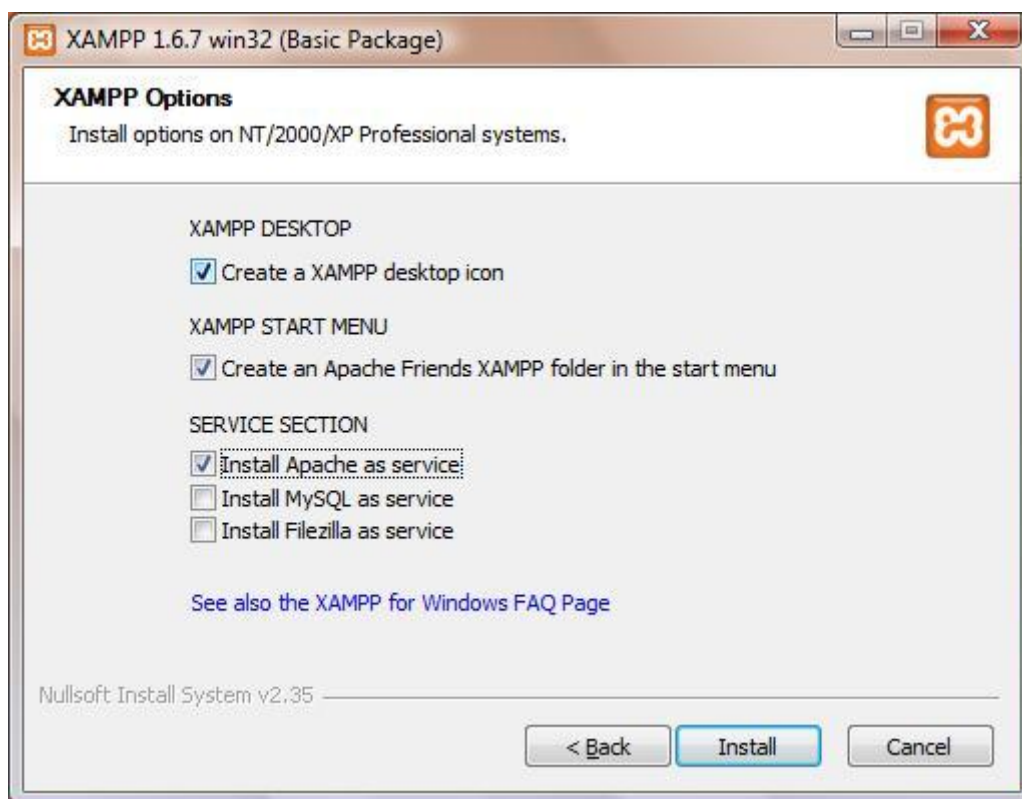 XAMPP 1.6.7 win32 (Basic Package)
XAMPP Options
Install options on NT/2000/XP Professional systems.
XAMPP DESKTOP
Create a XAMPP desktop icon
XAMPP START MENU
Create an Apache Friends XAMPP folder in the start menu
SERVICE SECTION
Install Apache as service
Install MySQL as service
Install Filezilla as service
See also the XAMPP for Windows FAQ Page
Nullsoft Install System v2.35
< Back Install Cancel